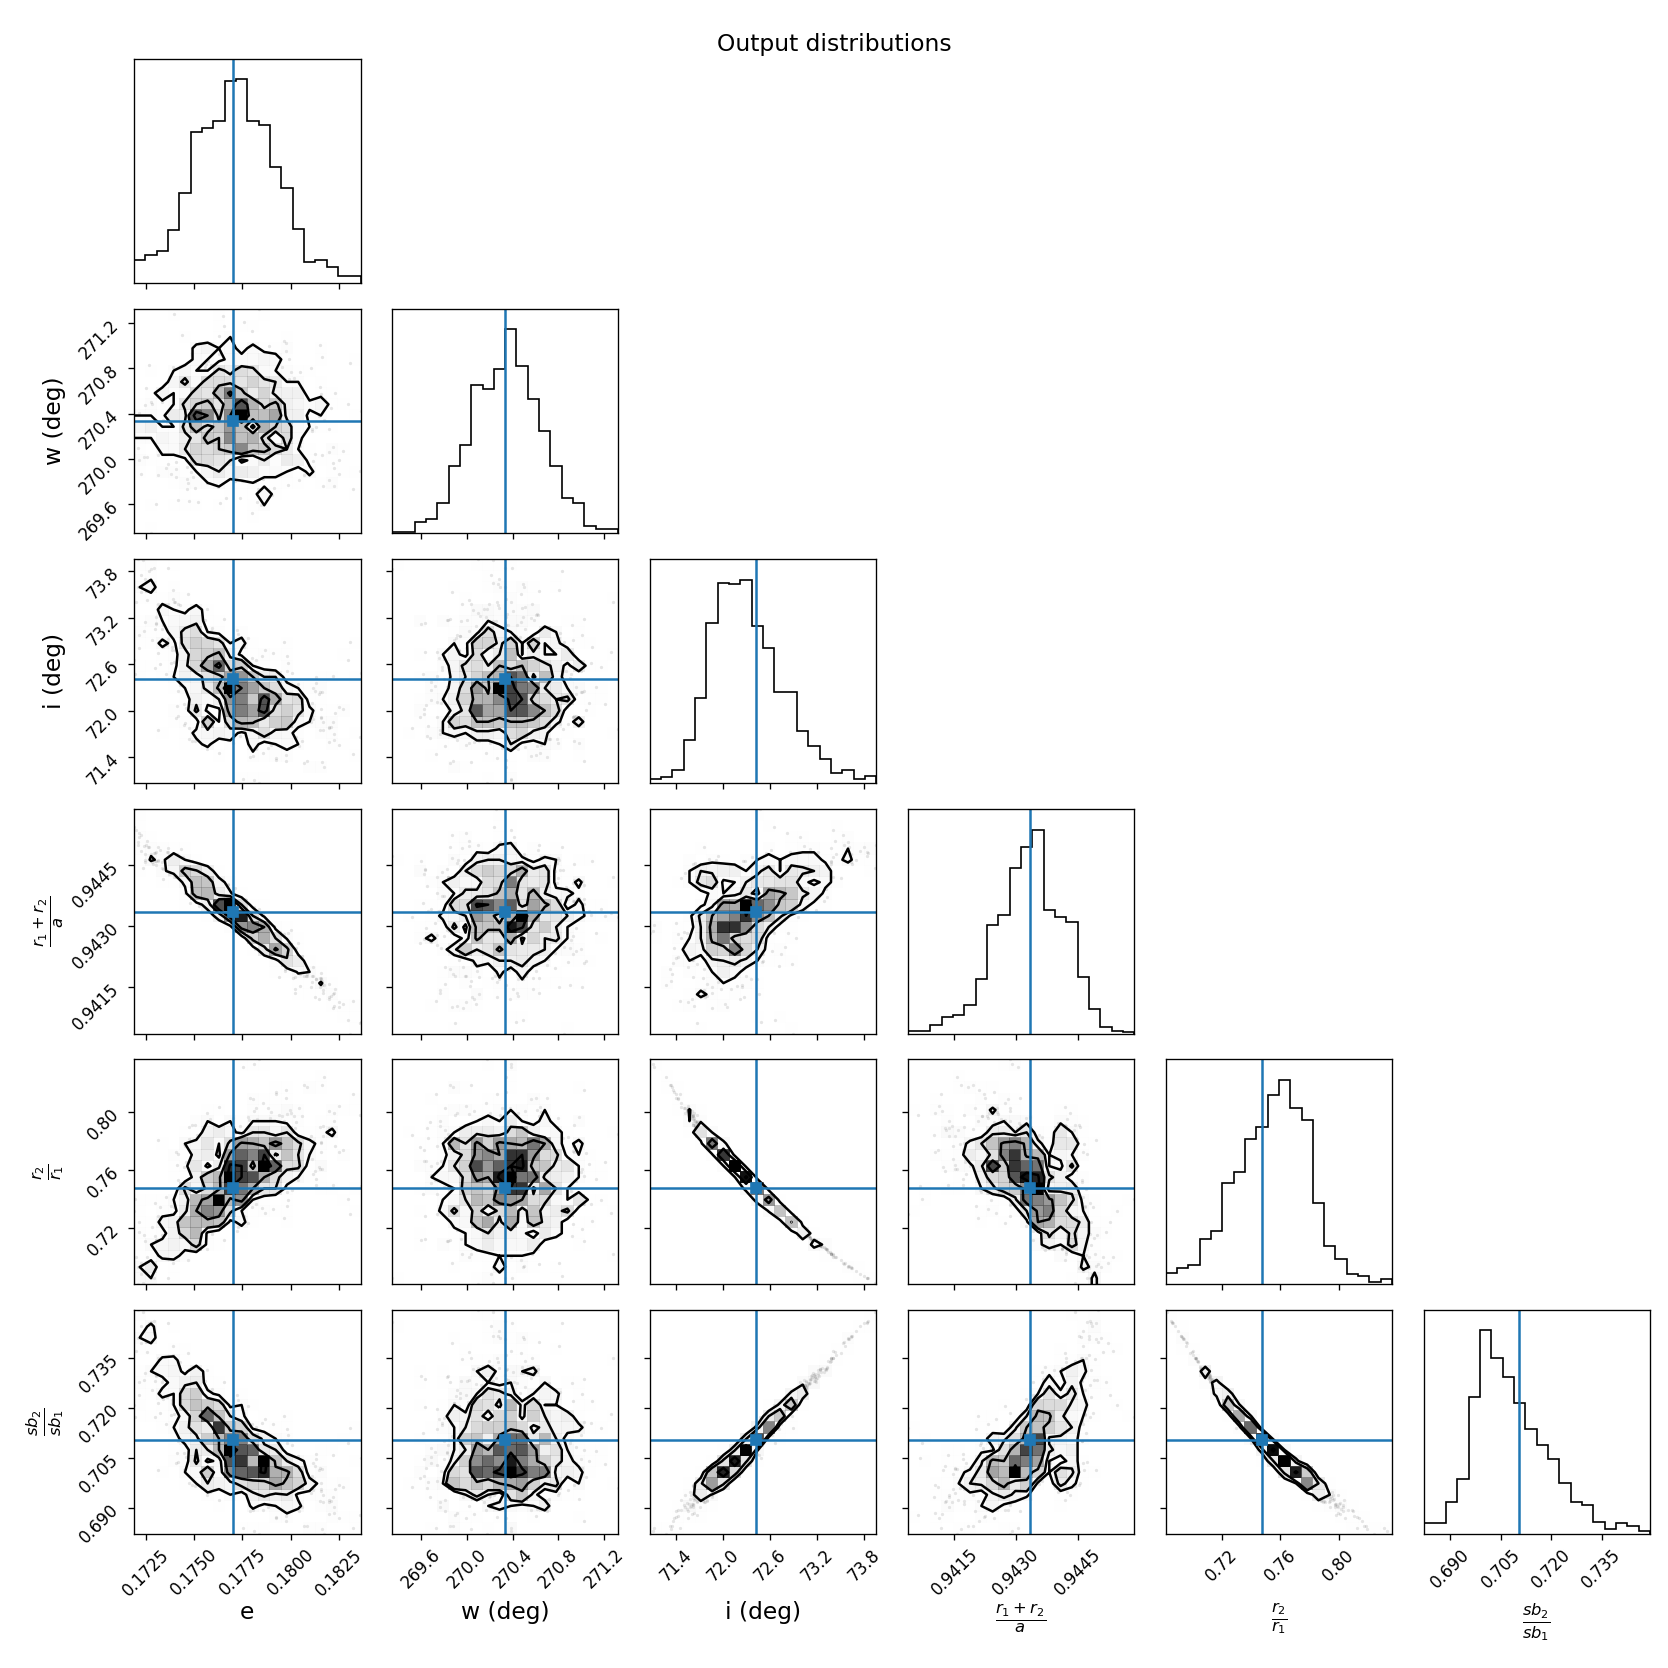 Output distributions
w (deg)
271.2
270.8
270.4
270.0
269.6
i (deg)
73.8
73.2
72.6
72.0
71.4
r₁ + r₂
a
0.9445
0.9430
0.9415
r₂
r₁
0.80
0.76
0.72
sb₂
sb₁
0.735
0.720
0.705
0.690
0.1725 0.1750 0.1775 0.1800 0.1825 269.6 270.0 270.4 270.8 271.2 71.4 72.0 72.6 73.2 73.8 0.9415 0.9430 0.9445 0.72 0.76 0.80 0.690 0.705 0.720 0.735
e w (deg) i (deg) r₁ + r₂ r₂ sb₂
a r₁ sb₁